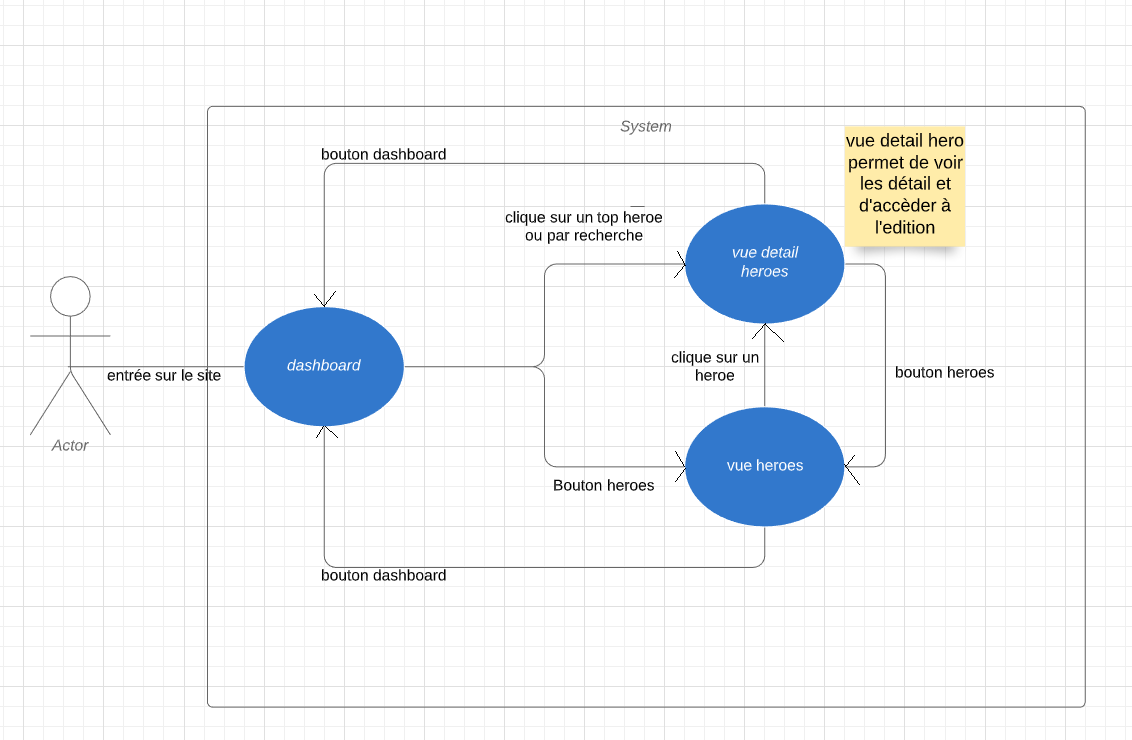 System
bouton dashboard
vue detail hero
permet de voir
les détail et
d'accèder à
l'edition
clique sur un top heroe
ou par recherche
vue detail
heroes
dashboard
clique sur un
heroe
bouton heroes
entrée sur le site
Actor
vue heroes
Bouton heroes
bouton dashboard